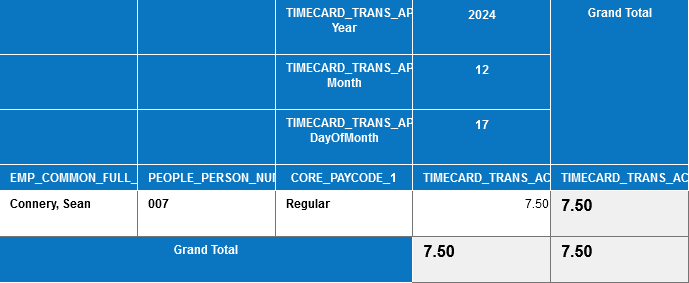 TIMECARD_TRANS_AP 2024 Grand Total
Year
TIMECARD_TRANS_AP 12
Month
TIMECARD_TRANS_AP 17
DayOfMonth
EMP_COMMON_FULL_ PEOPLE_PERSON_NUM CORE_PAYCODE_1 TIMECARD_TRANS_AC TIMECARD_TRANS_AC
Connery, Sean 007 Regular 7.50 7.50
Grand Total 7.50 7.50